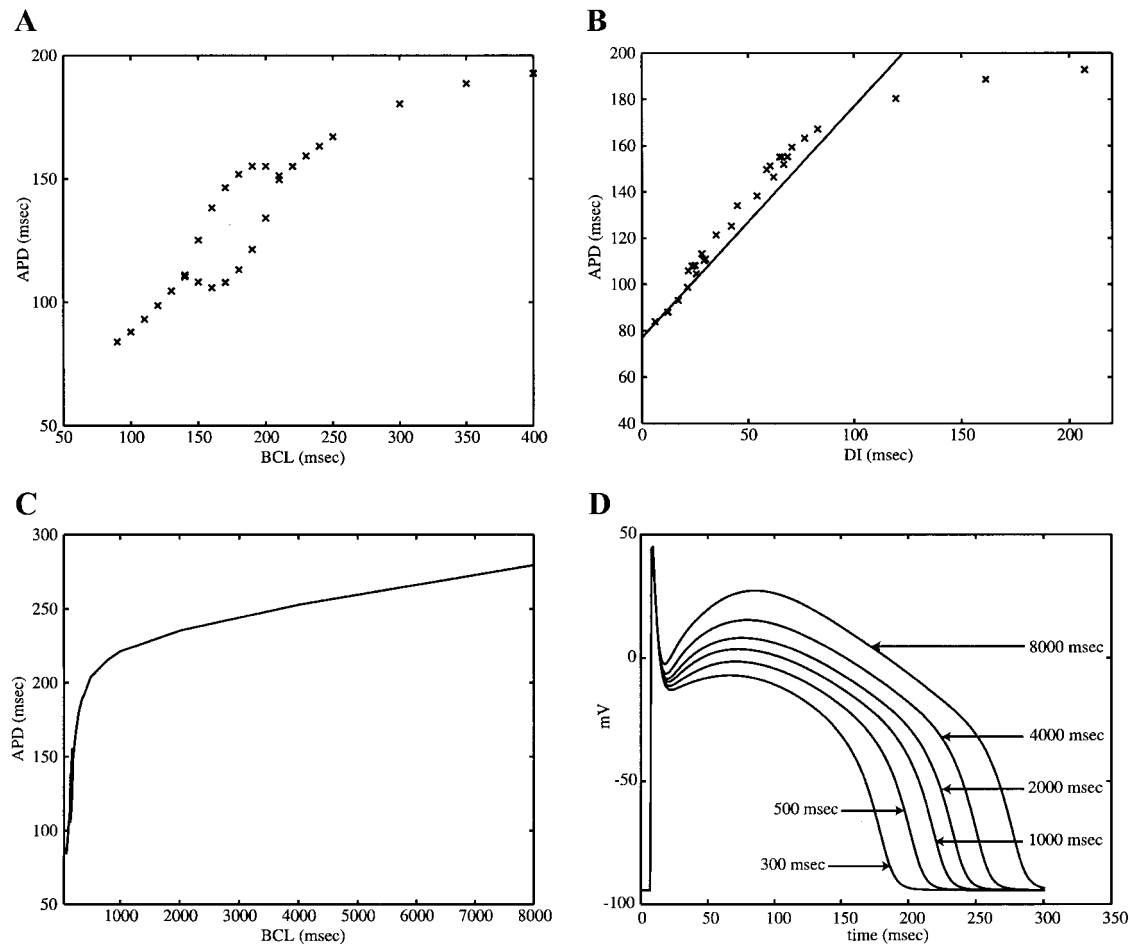 A
200
150
100
50
APD (msec)
50 100 150 200 250 300 350 400
BCL (msec)
B
200
180
160
140
120
100
80
60
40
APD (msec)
0 50 100 150 200
DI (msec)
C
300
250
200
150
100
50
APD (msec)
1000 2000 3000 4000 5000 6000 7000 8000
BCL (msec)
D
50
0
-50
-100
mV
8000 msec
4000 msec
2000 msec
1000 msec
500 msec
300 msec
0 50 100 150 200 250 300 350
time (msec)